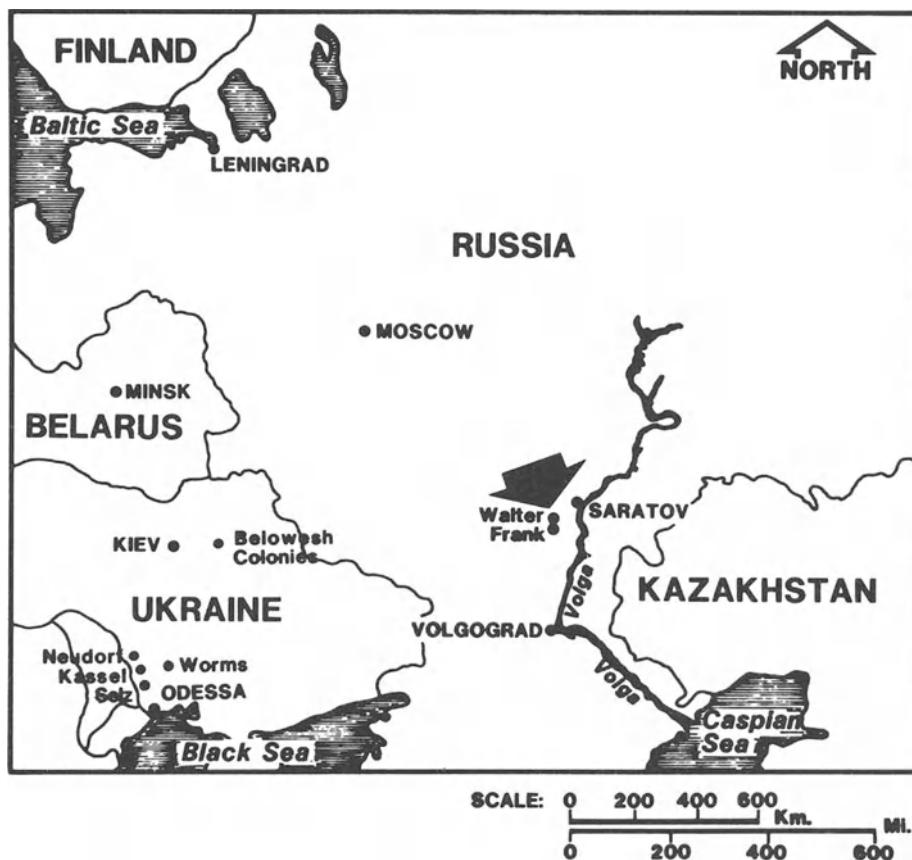 FINLAND
NORTH
Baltic Sea
LENINGRAD
RUSSIA
MOSCOW
MINSK
BELARUS
Walter
Frank
SARATOV
KIEV
Belowesh
Colonies
Volga
KAZAKHSTAN
UKRAINE
VOLGOGRAD
Neudorf
Kassel
Selz
Worms
ODESSA
Volga
Caspian
Sea
Black Sea
SCALE: 0 200 400 600
Km.
Mi.
0 200 400 600